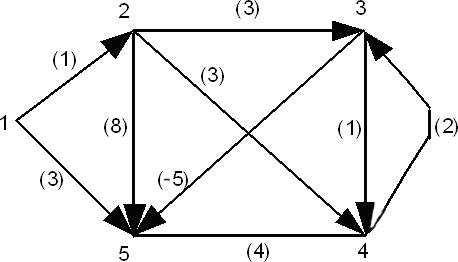 2 (3) 3
(1) (3)
1 (8) (1) (2)
(3) (-5)
5 (4) 4